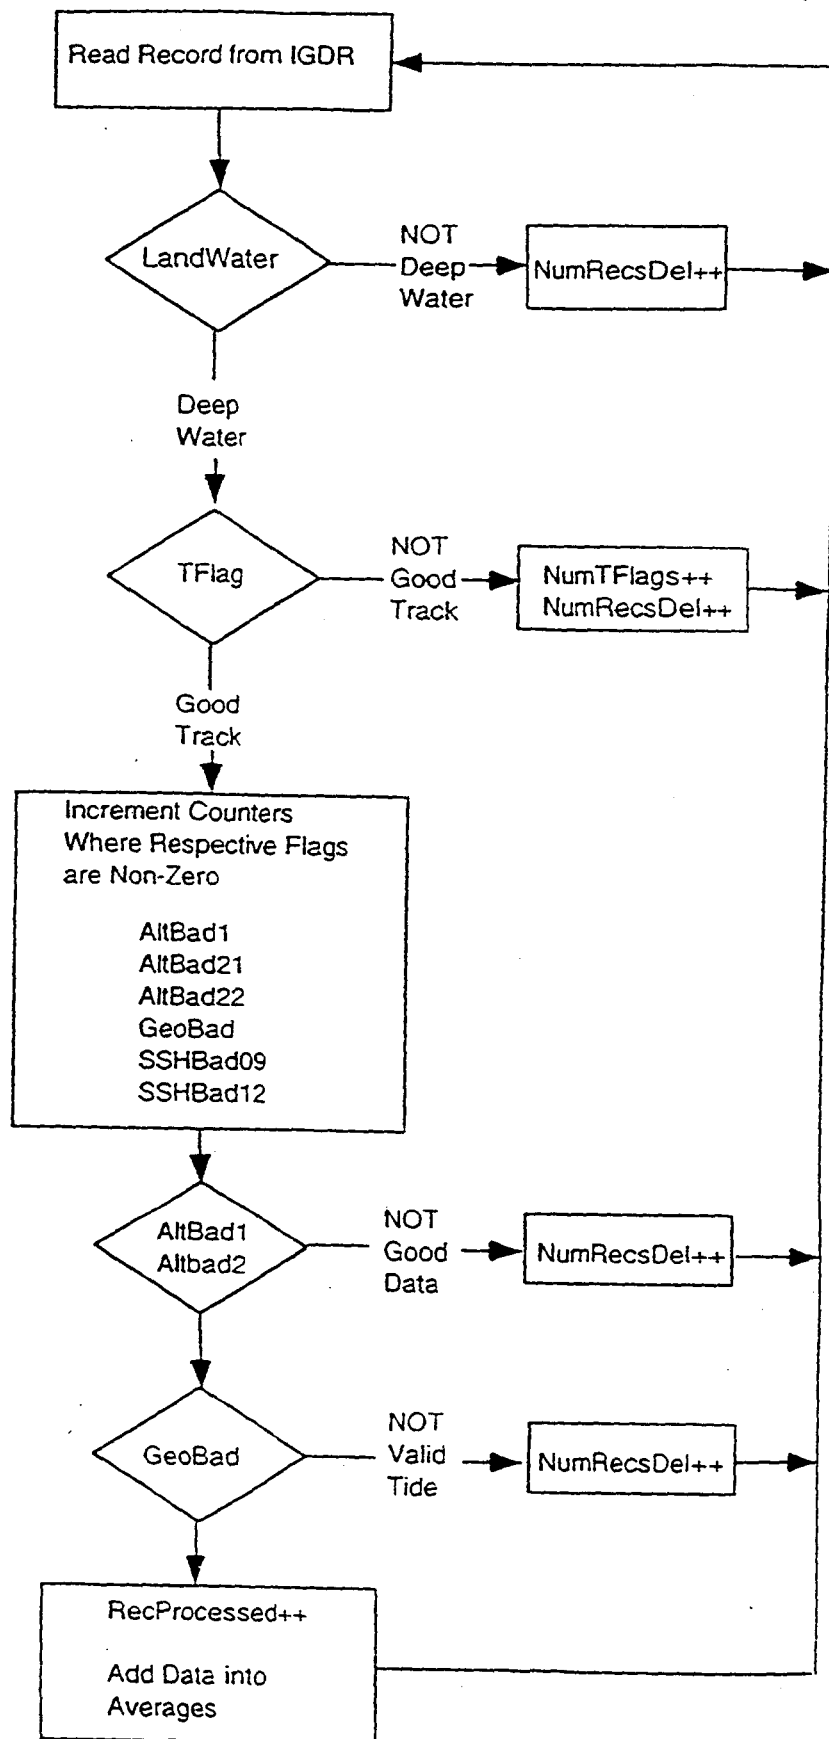 Read Record from IGDR
LandWater
NOT
Deep
Water
NumRecsDel++
Deep
Water
TFlag
NOT
Good
Track
NumTFlags++
NumRecsDel++
Good
Track
Increment Counters
Where Respective Flags
are Non-Zero
AltBad1
AltBad21
AltBad22
GeoBad
SSHBad09
SSHBad12
AltBad1
Altbad2
NOT
Good
Data
NumRecsDel++
GeoBad
NOT
Valid
Tide
NumRecsDel++
RecProcessed++
Add Data into
Averages